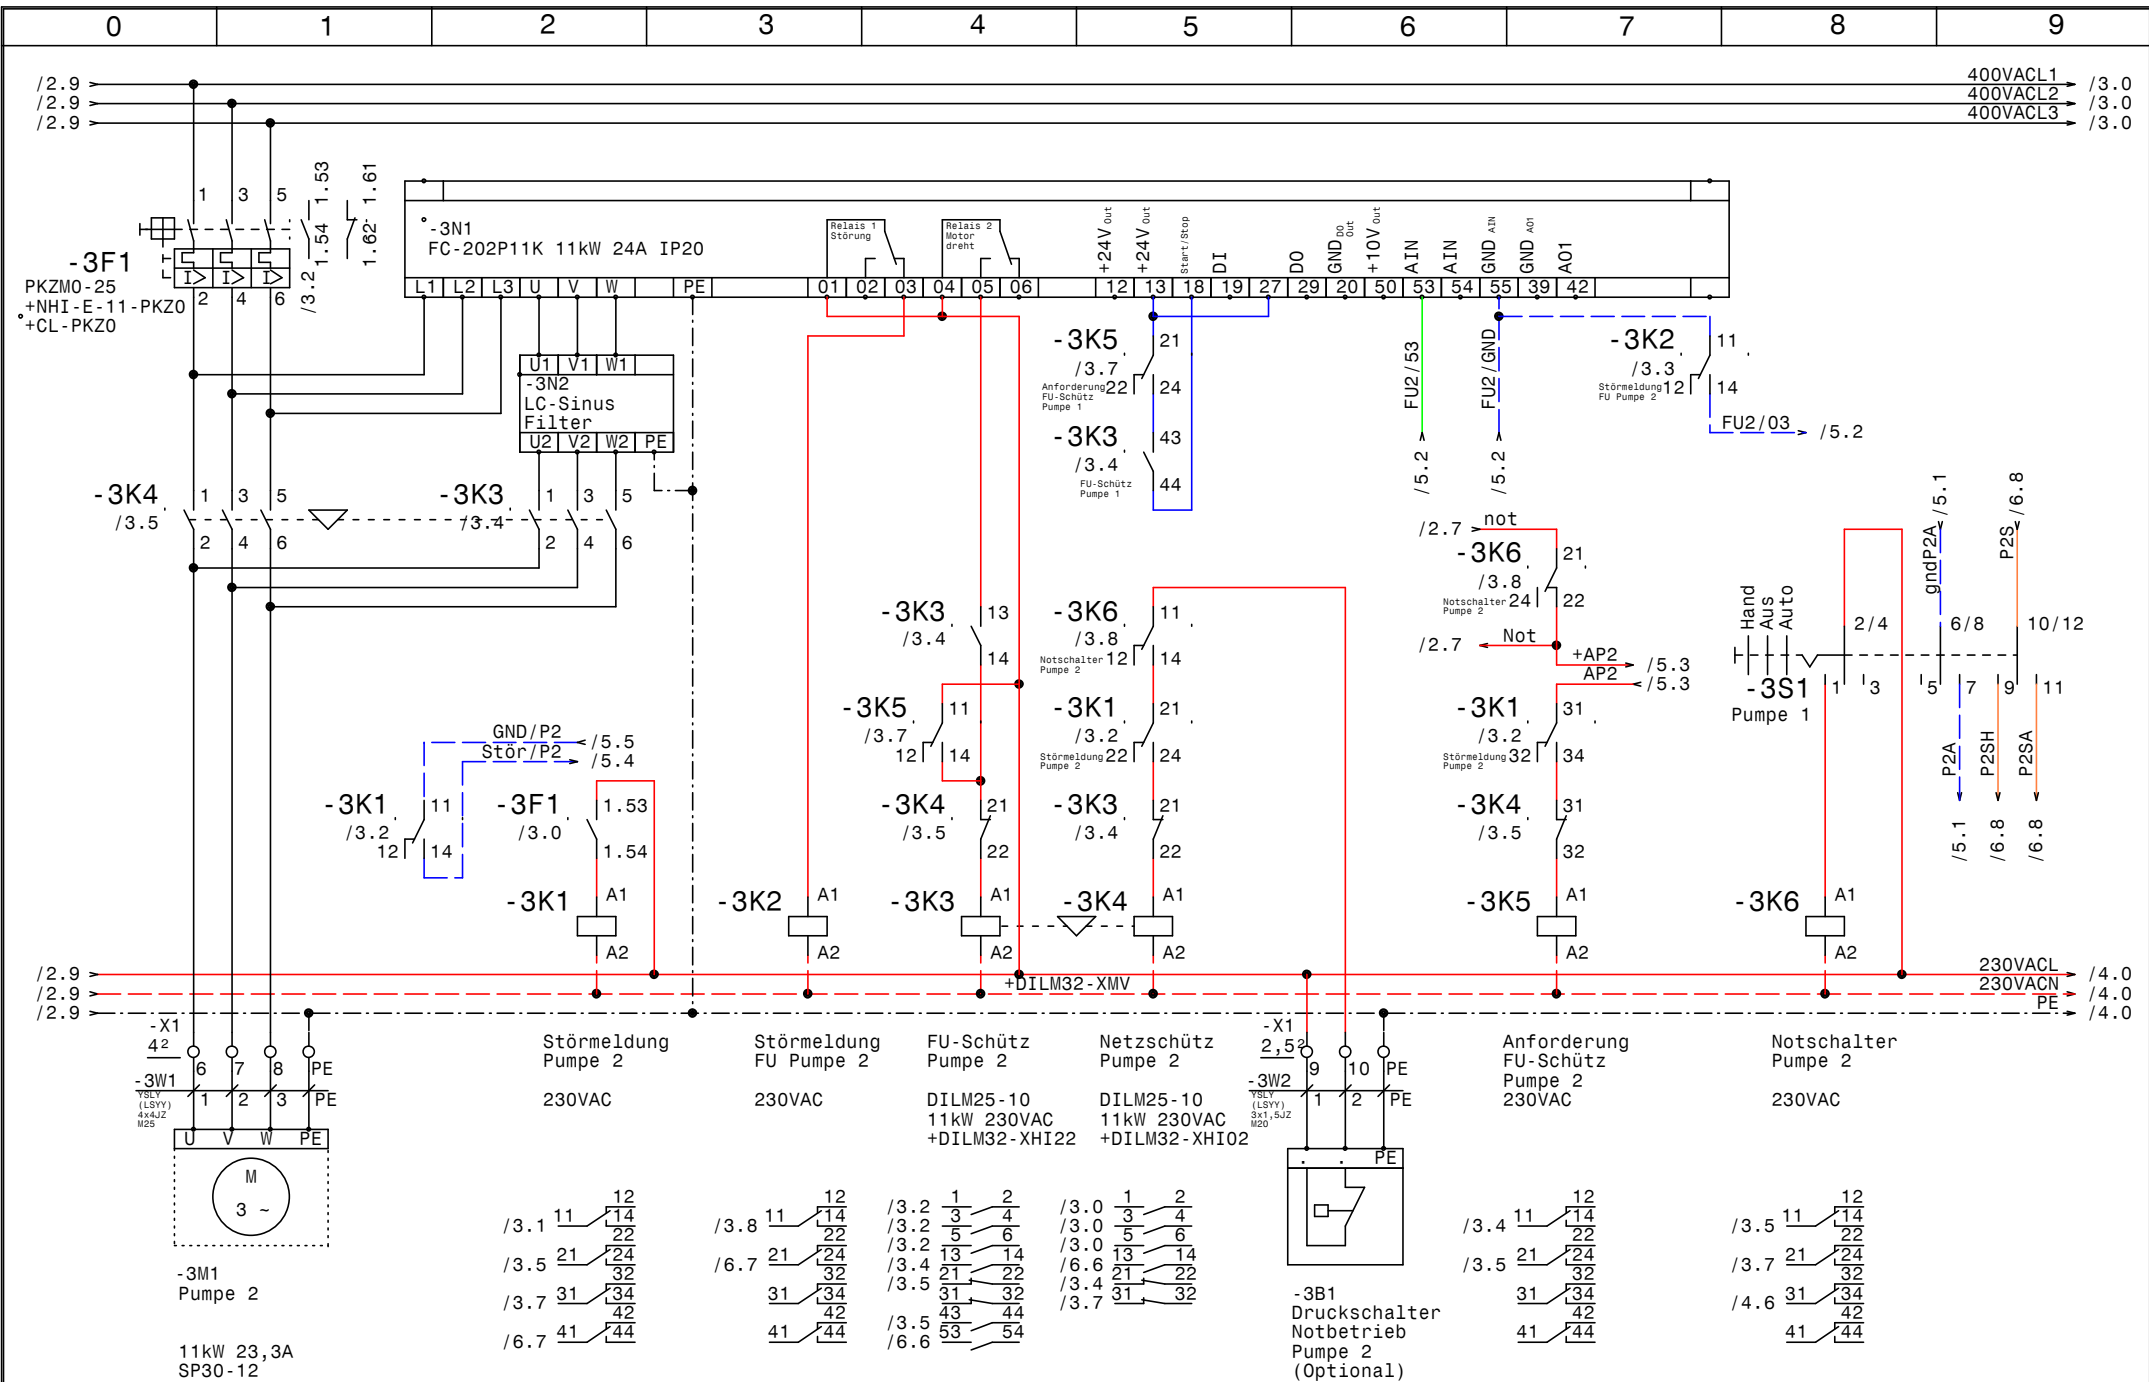 0 1 2 3 4 5 6 7 8 9
/2.9 400VACL1 /3.0
/2.9 400VACL2 /3.0
/2.9 400VACL3 /3.0
1 3 5
1.53
1.54
1.61
1.62
/3.2
-3F1
PKZM0-25
+NHI-E-11-PKZ0
+CL-PKZ0
I> I> I>
2 4 6
-3N1
FC-202P11K 11kW 24A IP20
Relais 1
Störung
Relais 2
Motor
dreht
+24V Out
+24V Out
Start/Stop
DI
DO
GND DO Out
+10V Out
AIN
AIN
GND AIN
GND AO1
AO1
L1 L2 L3 U V W PE 01 02 03 04 05 06 12 13 18 19 27 29 20 50 53 54 55 39 42
U1 V1 W1
-3N2
LC-Sinus
Filter
U2 V2 W2 PE
-3K5 21
/3.7
Anforderung 22 24
FU-Schütz
Pumpe 1
-3K3 43
/3.4
FU-Schütz 44
Pumpe 1
FU2/53
/5.2
FU2/GND
/5.2
-3K2 11
/3.3
Störmeldung 12 14
FU Pumpe 2
FU2/03 /5.2
-3K4 1 3 5
/3.5
2 4 6
-3K3 1 3 5
/3.4
2 4 6
/2.7 not
-3K6 21
/3.8
Notschalter 24 22
Pumpe 2
/2.7 Not
+AP2 /5.3
AP2 /5.3
gndP2A /5.1
P2S /6.8
Hand
Aus
Auto
2/4 6/8 10/12
-3S1 1 3 5 7 9 11
Pumpe 1
P2A
/5.1
P2SH
/6.8
P2SA
/6.8
-3K3 13
/3.4
14
-3K6 11
/3.8
Notschalter 12 14
Pumpe 2
-3K5 11
/3.7
12 14
-3K1 21
/3.2
Störmeldung 22 24
Pumpe 2
-3K1 31
/3.2
Störmeldung 32 34
Pumpe 2
GND/P2 /5.5
Stör/P2 /5.4
-3K1 11
/3.2
12 14
-3F1 1.53
/3.0
1.54
-3K4 21
/3.5
22
-3K3 21
/3.4
22
-3K4 31
/3.5
32
-3K1 A1
A2
-3K2 A1
A2
-3K3 A1
A2
-3K4 A1
A2
-3K5 A1
A2
-3K6 A1
A2
/2.9 230VACL /4.0
/2.9 +DILM32-XMV 230VACN /4.0
/2.9 PE /4.0
-X1
4²
6 7 8 PE
-3W1
YSLY
(LSYY)
4x4JZ
M25
1 2 3 PE
U V W PE
M
3 ~
-3M1
Pumpe 2
11kW 23,3A
SP30-12
Störmeldung
Pumpe 2
230VAC
Störmeldung
FU Pumpe 2
230VAC
FU-Schütz
Pumpe 2
DILM25-10
11kW 230VAC
+DILM32-XHI22
Netzschütz
Pumpe 2
DILM25-10
11kW 230VAC
+DILM32-XHI02
-X1
2,5²
9 10 PE
-3W2
YSLY
(LSYY)
3x1,5JZ
M20
1 2 PE
. . PE
-3B1
Druckschalter
Notbetrieb
Pumpe 2
(Optional)
Anforderung
FU-Schütz
Pumpe 2
230VAC
Notschalter
Pumpe 2
230VAC
12
/3.1 11 14
22
/3.5 21 24
32
/3.7 31 34
42
/6.7 41 44
12
/3.8 11 14
22
/6.7 21 24
32
31 34
42
41 44
/3.2 1 2
/3.2 3 4
/3.2 5 6
/3.4 13 14
/3.5 21 22
31 32
/3.5 43 44
/6.6 53 54
/3.0 1 2
/3.0 3 4
/3.0 5 6
/6.6 13 14
/3.4 21 22
/3.7 31 32
12
/3.4 11 14
22
/3.5 21 24
32
31 34
42
41 44
12
/3.5 11 14
22
/3.7 21 24
32
/4.6 31 34
42
41 44